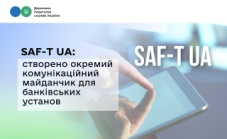 Державна
податкова
служба України
SAF-T UA:
створено окремий
комунікаційний
майданчик для
банківських
установ
SAF-T UA